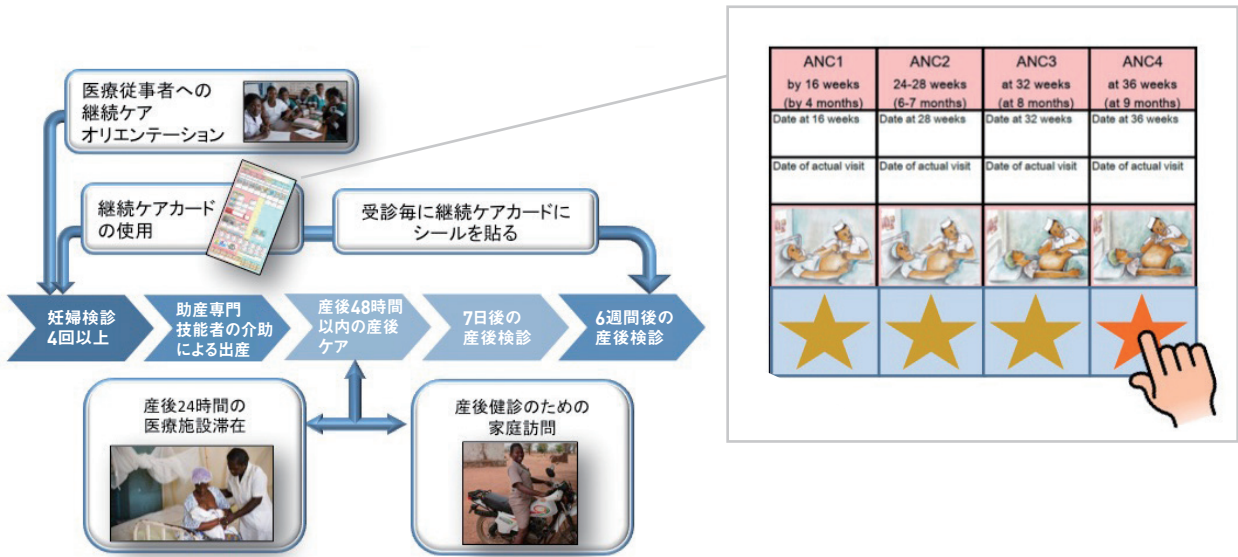 医療従事者への
継続ケア
オリエンテーション
継続ケアカード
の使用
受診毎に継続ケアカードに
シールを貼る
妊婦検診
4回以上
助産専門
技能者の介助
による出産
産後48時間
以内の産後
ケア
7日後の
産後検診
6週間後の
産後検診
産後24時間の
医療施設滞在
産後健診のための
家庭訪問
ANC1
by 16 weeks
(by 4 months)
Date at 16 weeks
Date of actual visit
ANC2
24-28 weeks
(6-7 months)
Date at 28 weeks
Date of actual visit
ANC3
at 32 weeks
(at 8 months)
Date at 32 weeks
Date of actual visit
ANC4
at 36 weeks
(at 9 months)
Date at 36 weeks
Date of actual visit